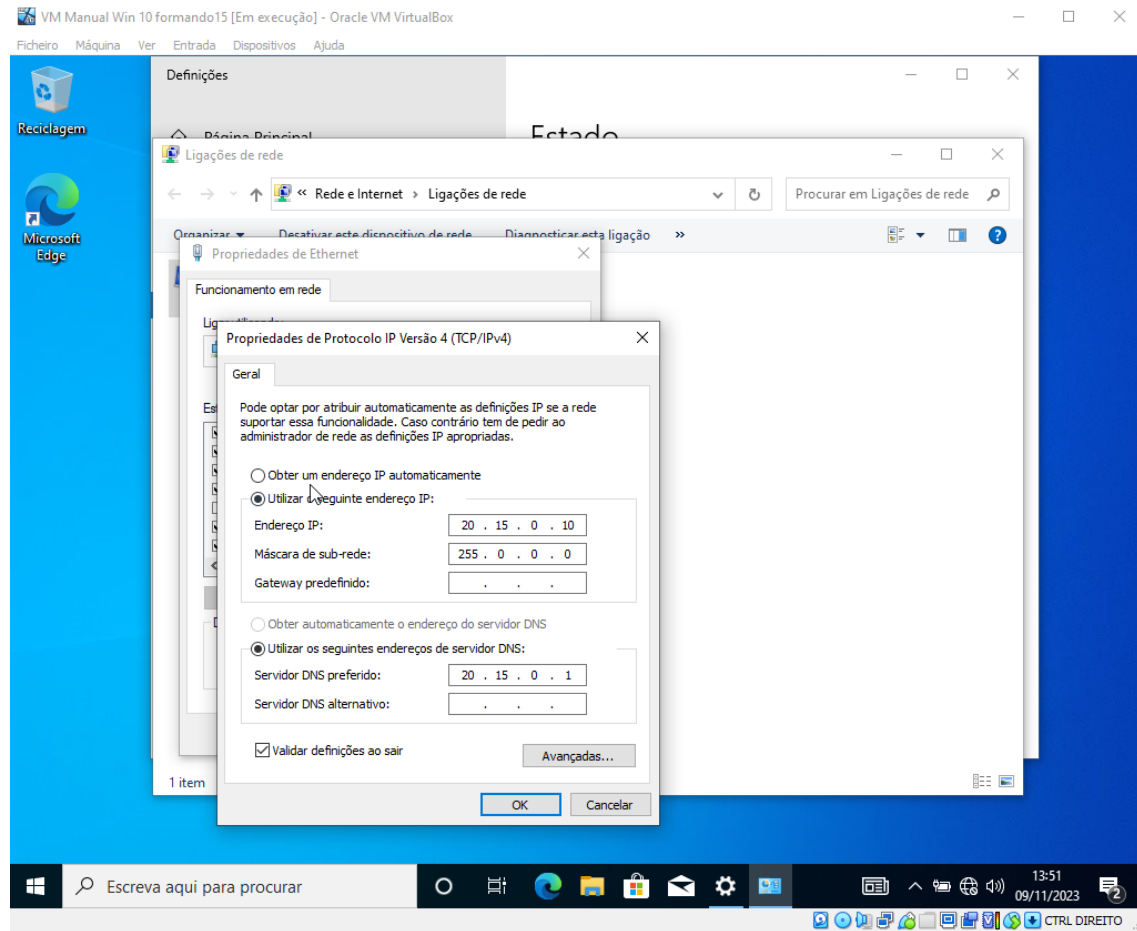 VM Manual Win 10 formando15 [Em execução] - Oracle VM VirtualBox
Ficheiro Máquina Ver Entrada Dispositivos Ajuda
Reciclagem
Microsoft
Edge
Definições
Página Principal
Estado
Ligações de rede
« Rede e Internet › Ligações de rede
Procurar em Ligações de rede
Organizar Desativar este dispositivo de rede Diagnosticar esta ligação »
Propriedades de Ethernet
Funcionamento em rede
Propriedades de Protocolo IP Versão 4 (TCP/IPv4)
Geral
Pode optar por atribuir automaticamente as definições IP se a rede
suportar essa funcionalidade. Caso contrário tem de pedir ao
administrador de rede as definições IP apropriadas.
Obter um endereço IP automaticamente
Utilizar o seguinte endereço IP:
Endereço IP: 20 . 15 . 0 . 10
Máscara de sub-rede: 255 . 0 . 0 . 0
Gateway predefinido: . . .
Obter automaticamente o endereço do servidor DNS
Utilizar os seguintes endereços de servidor DNS:
Servidor DNS preferido: 20 . 15 . 0 . 1
Servidor DNS alternativo: . . .
Validar definições ao sair
Avançadas...
OK Cancelar
1 item
Escreva aqui para procurar
13:51
09/11/2023
2
CTRL DIREITO